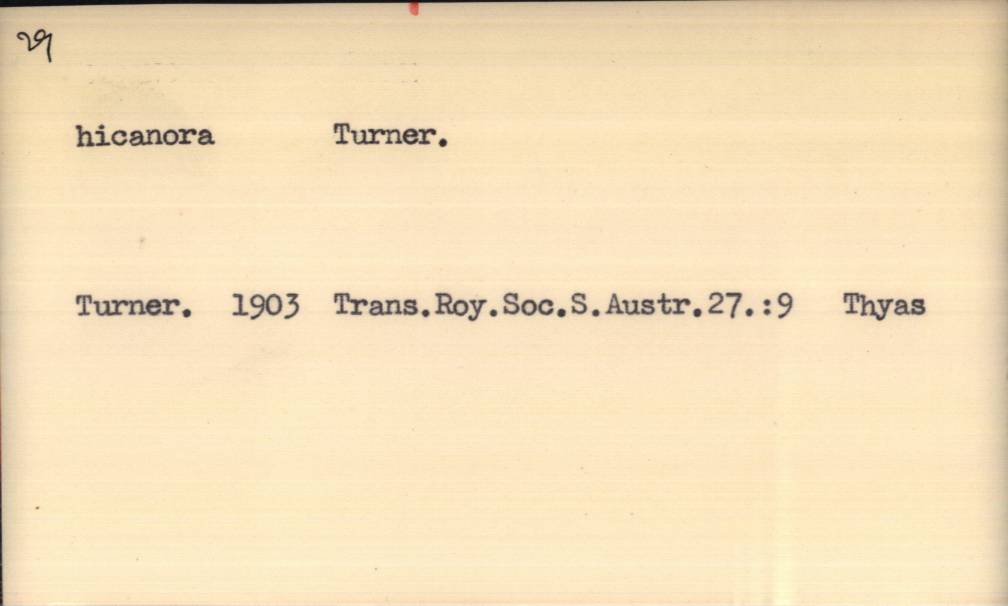 29
hicanora Turner.
Turner. 1903 Trans.Roy.Soc.S.Austr.27.:9 Thyas